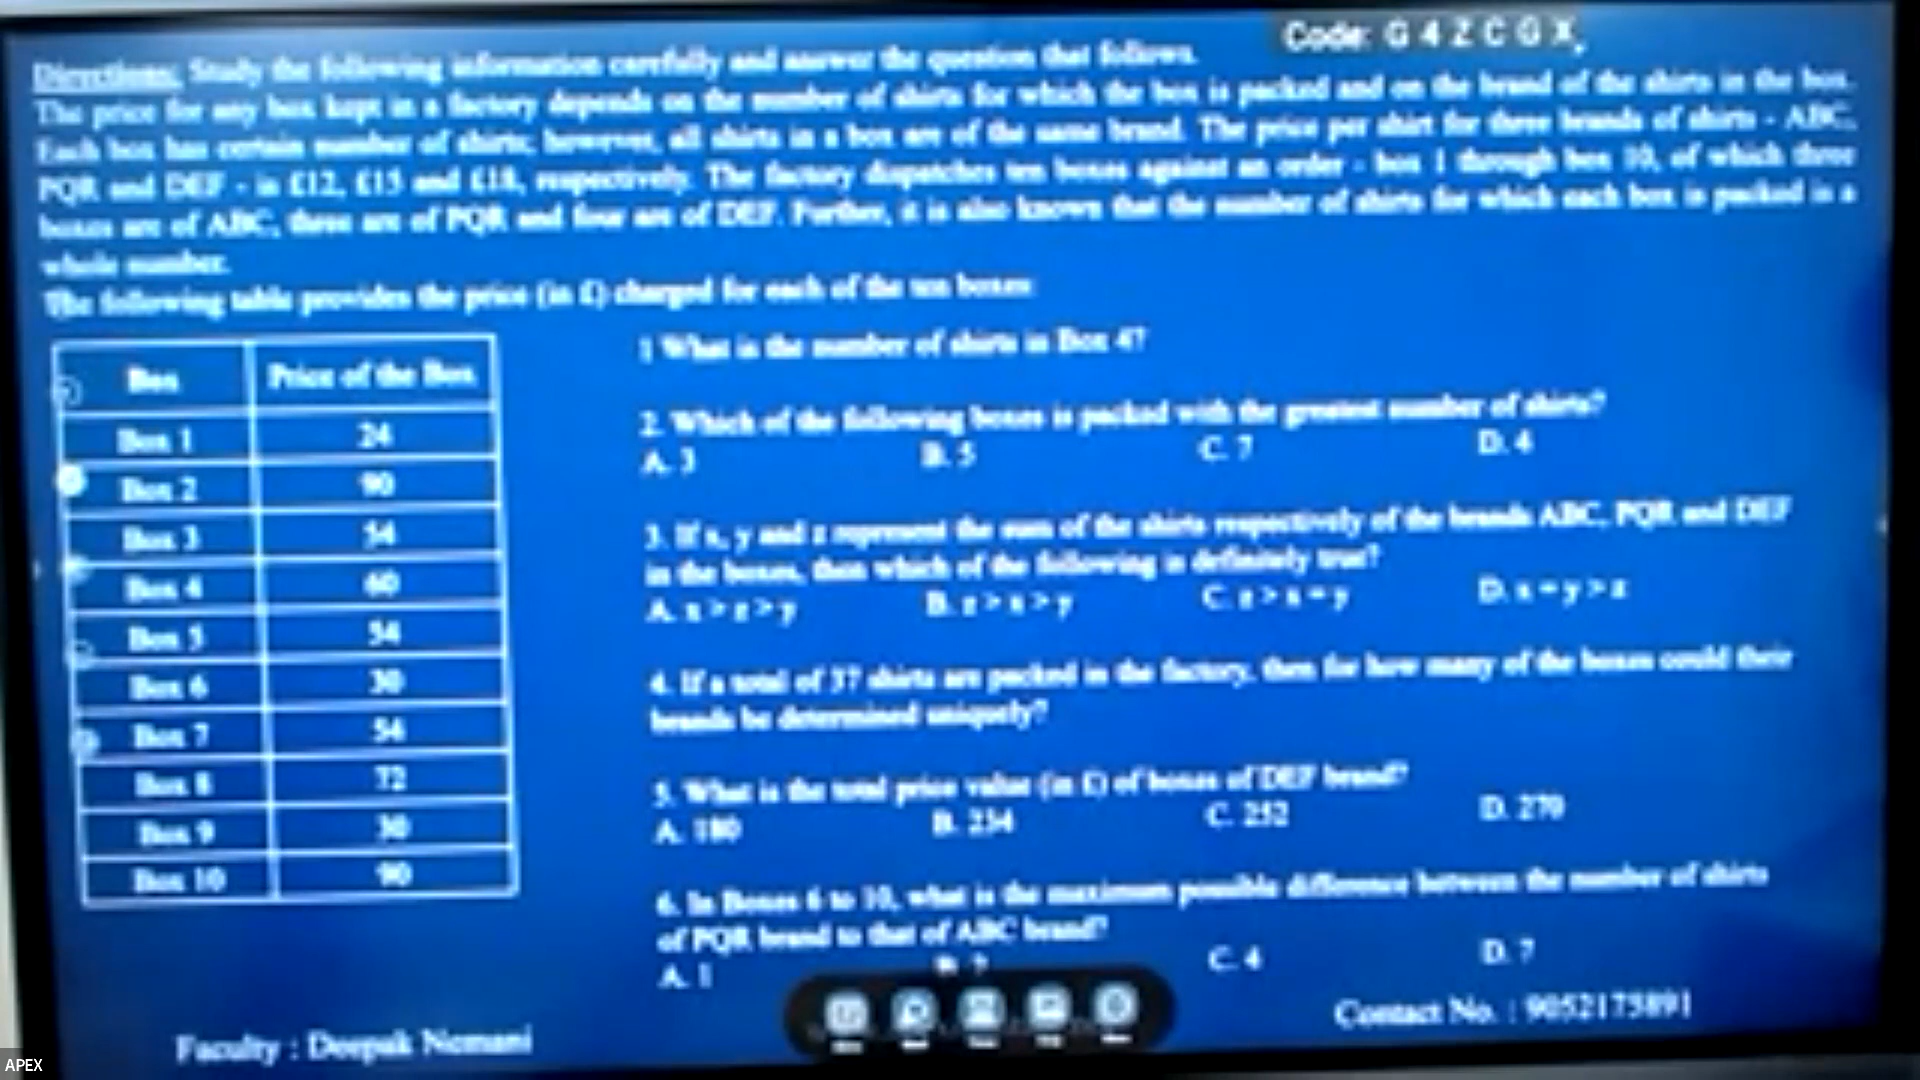 Code: G 4 Z C G X
Directions: Study the following information carefully and answer the question that follows.
The price for any box kept in a factory depends on the number of shirts for which the box is packed and on the brand of the shirts in the box.
Each box has certain number of shirts; however, all shirts in a box are of the same brand. The price per shirt for three brands of shirts - ABC,
PQR and DEF - is £12, £15 and £18, respectively. The factory dispatches ten boxes against an order - box 1 through box 10, of which three
boxes are of ABC, three are of PQR and four are of DEF. Further, it is also known that the number of shirts for which each box is packed is a
whole number.
The following table provides the price (in £) charged for each of the ten boxes:
Box Price of the Box
Box 1 24
Box 2 90
Box 3 54
Box 4 60
Box 5 54
Box 6 30
Box 7 54
Box 8 72
Box 9 30
Box 10 90
1 What is the number of shirts in Box 4?
2. Which of the following boxes is packed with the greatest number of shirts?
A. 3 B. 5 C. 7 D. 4
3. If x, y and z represent the sum of the shirts respectively of the brands ABC, PQR and DEF
in the boxes, then which of the following is definitely true?
A. x > z > y B. z > x > y C. z > x = y D. x = y > z
4. If a total of 37 shirts are packed in the factory, then for how many of the boxes could their
brands be determined uniquely?
5. What is the total price value (in £) of boxes of DEF brand?
A. 180 B. 234 C. 252 D. 270
6. In Boxes 6 to 10, what is the maximum possible difference between the number of shirts
of PQR brand to that of ABC brand?
A. 1 C. 4 D. 7
Faculty : Deepak Nemani
Contact No. : 9052175891
APEX